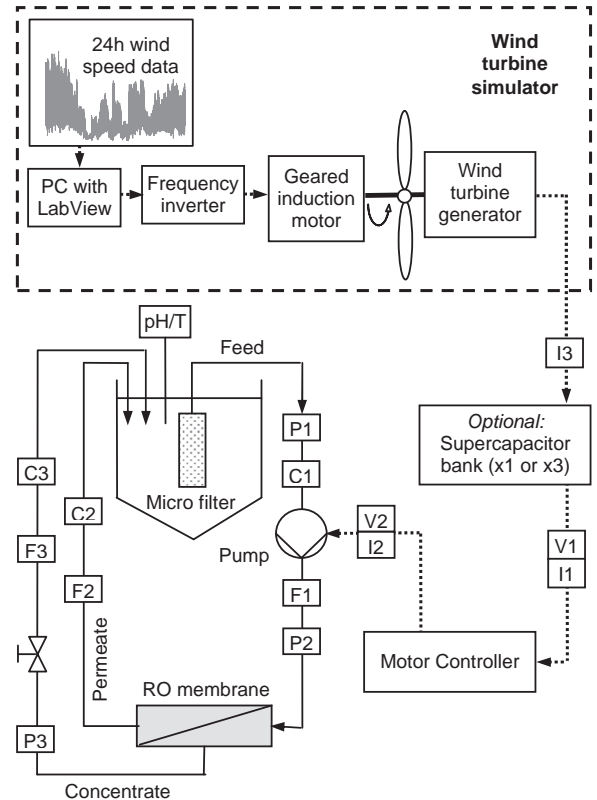 24h wind
speed data
Wind
turbine
simulator
PC with
LabView
Frequency
inverter
Geared
induction
motor
Wind
turbine
generator
pH/T
Feed
I3
P1
Optional:
Supercapacitor
bank (x1 or x3)
C3
C1
Micro filter
C2
V2
I2
F3
Pump
V1
I1
F2
F1
Permeate
P2
Motor Controller
RO membrane
P3
Concentrate